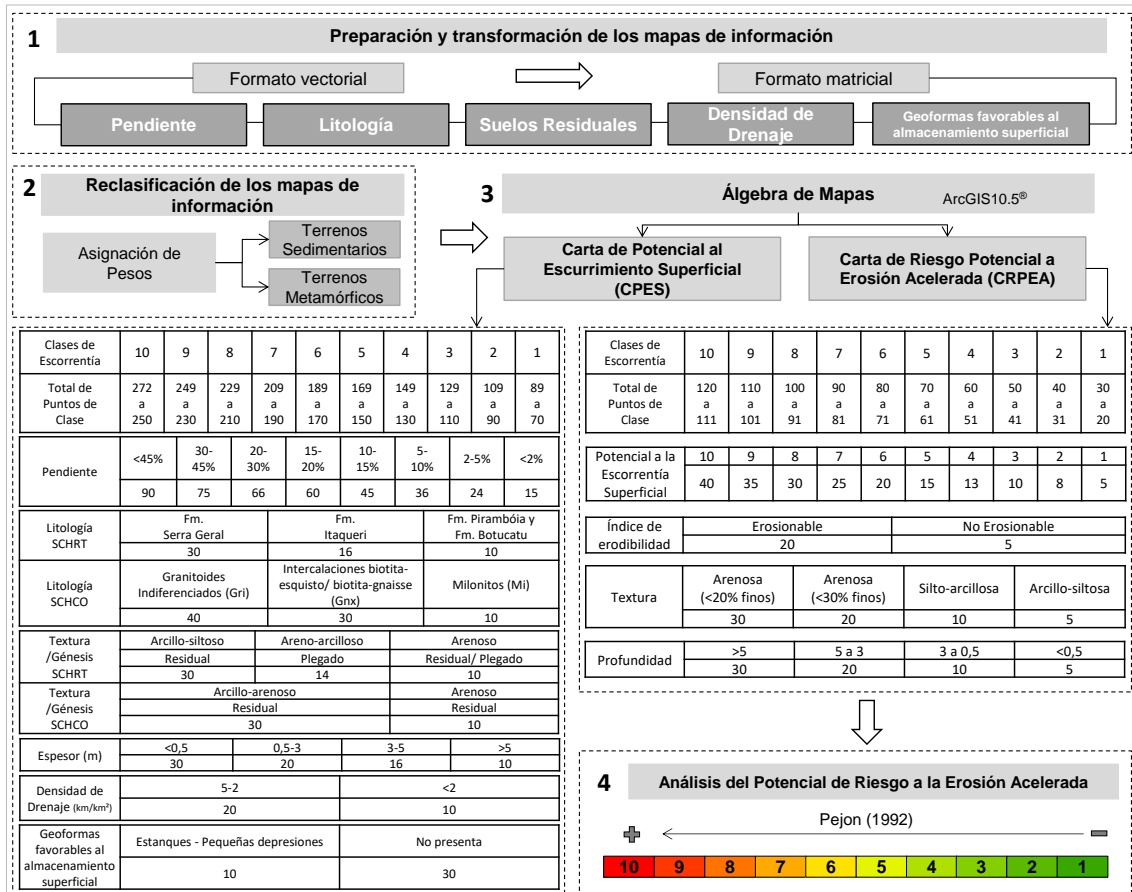 1
Preparación y transformación de los mapas de información
Formato vectorial
Formato matricial
Pendiente
Litología
Suelos Residuales
Densidad de
Drenaje
Geoformas favorables al
almacenamiento superficial
2
Reclasificación de los mapas de
información
Asignación de
Pesos
Terrenos
Sedimentarios
Terrenos
Metamórficos
3
Álgebra de Mapas
ArcGIS10.5®
Carta de Potencial al
Escurrimiento Superficial
(CPES)
Carta de Riesgo Potencial a
Erosión Acelerada (CRPEA)
Clases de
Escorrentía
10 9 8 7 6 5 4 3 2 1
Total de
Puntos de
Clase
272 249 229 209 189 169 149 129 109 89
a a a a a a a a a a
250 230 210 190 170 150 130 110 90 70
Pendiente
<45% 30-45% 20-30% 15-20% 10-15% 5-10% 2-5% <2%
90 75 66 60 45 36 24 15
Litología
SCHRT
Fm.
Serra Geral
Fm.
Itaqueri
Fm. Pirambóia y
Fm. Botucatu
30 16 10
Litología
SCHCO
Granitoides
Indiferenciados (Gri)
Intercalaciones biotita-
esquisto/ biotita-gnaisse
(Gnx)
Milonitos (Mi)
40 30 10
Textura
/Génesis
SCHRT
Arcillo-siltoso Areno-arcilloso Arenoso
Residual Plegado Residual/ Plegado
30 14 10
Textura
/Génesis
SCHCO
Arcillo-arenoso Arenoso
Residual Residual
30 10
Espesor (m)
<0,5 0,5-3 3-5 >5
30 20 16 10
Densidad de
Drenaje (km/km²)
5-2 <2
20 10
Geoformas
favorables al
almacenamiento
superficial
Estanques - Pequeñas depresiones No presenta
10 30
Clases de
Escorrentía
10 9 8 7 6 5 4 3 2 1
Total de
Puntos de
Clase
120 110 100 90 80 70 60 50 40 30
a a a a a a a a a a
111 101 91 81 71 61 51 41 31 20
Potencial a la
Escorrentía
Superficial
10 9 8 7 6 5 4 3 2 1
40 35 30 25 20 15 13 10 8 5
Índice de
erodibilidad
Erosionable No Erosionable
20 5
Textura
Arenosa
(<20% finos)
Arenosa
(<30% finos)
Silto-arcillosa
Arcillo-siltosa
30 20 10 5
Profundidad
>5 5 a 3 3 a 0,5 <0,5
30 20 10 5
4
Análisis del Potencial de Riesgo a la Erosión Acelerada
Pejon (1992)
+ −
10 9 8 7 6 5 4 3 2 1